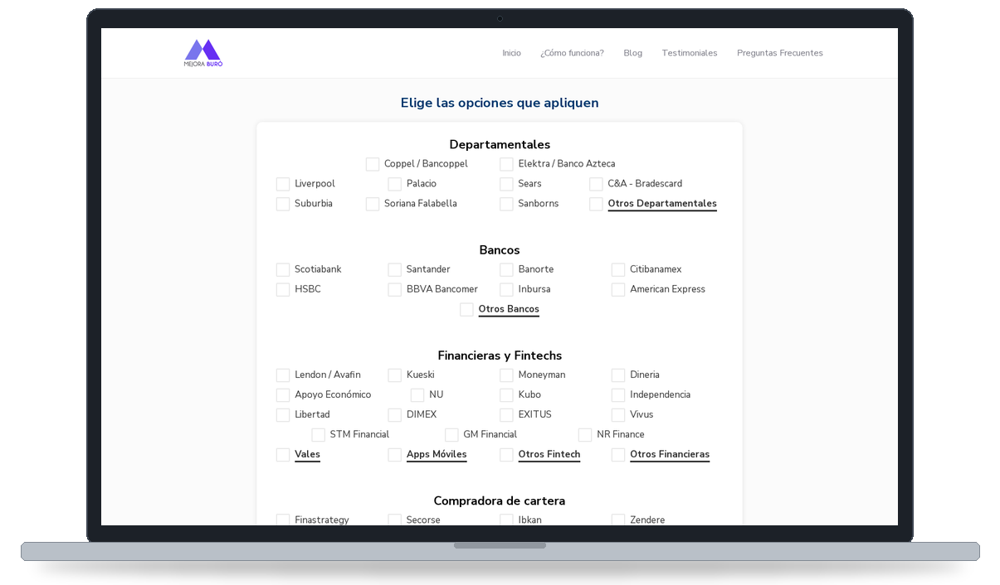 MEJORA BURÓ
Inicio ¿Cómo funciona? Blog Testimoniales Preguntas Frecuentes
Elige las opciones que apliquen
Departamentales
Coppel / Bancoppel Elektra / Banco Azteca
Liverpool Palacio Sears C&A - Bradescard
Suburbia Soriana Falabella Sanborns Otros Departamentales
Bancos
Scotiabank Santander Banorte Citibanamex
HSBC BBVA Bancomer Inbursa American Express
Otros Bancos
Financieras y Fintechs
Lendon / Avafin Kueski Moneyman Dineria
Apoyo Económico NU Kubo Independencia
Libertad DIMEX EXITUS Vivus
STM Financial GM Financial NR Finance
Vales Apps Móviles Otros Fintech Otros Financieras
Compradora de cartera
Finastrategy Secorse Ibkan Zendere